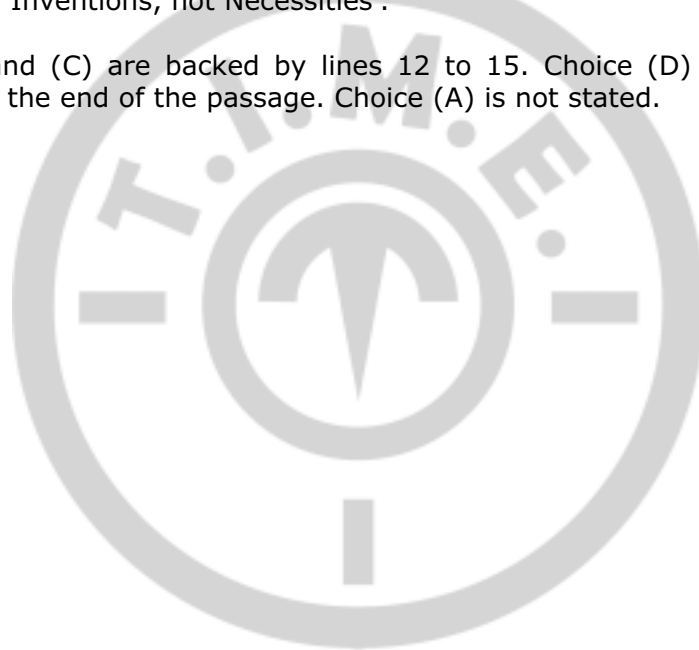 Inventions, not Necessities'.
and (C) are backed by lines 12 to 15. Choice (D)
the end of the passage. Choice (A) is not stated.
T.I.M.E.